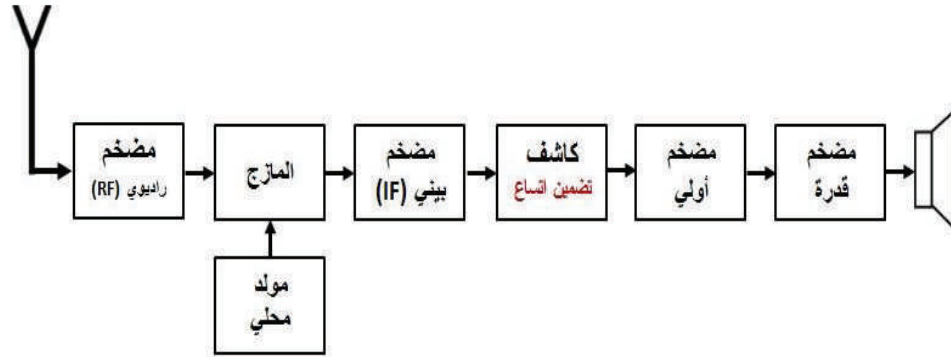 مضخم
راديوي (RF)
المازج
مضخم
بيني (IF)
كاشف
تضمين اتساع
مضخم
أولي
مضخم
قدرة
مولد
محلي